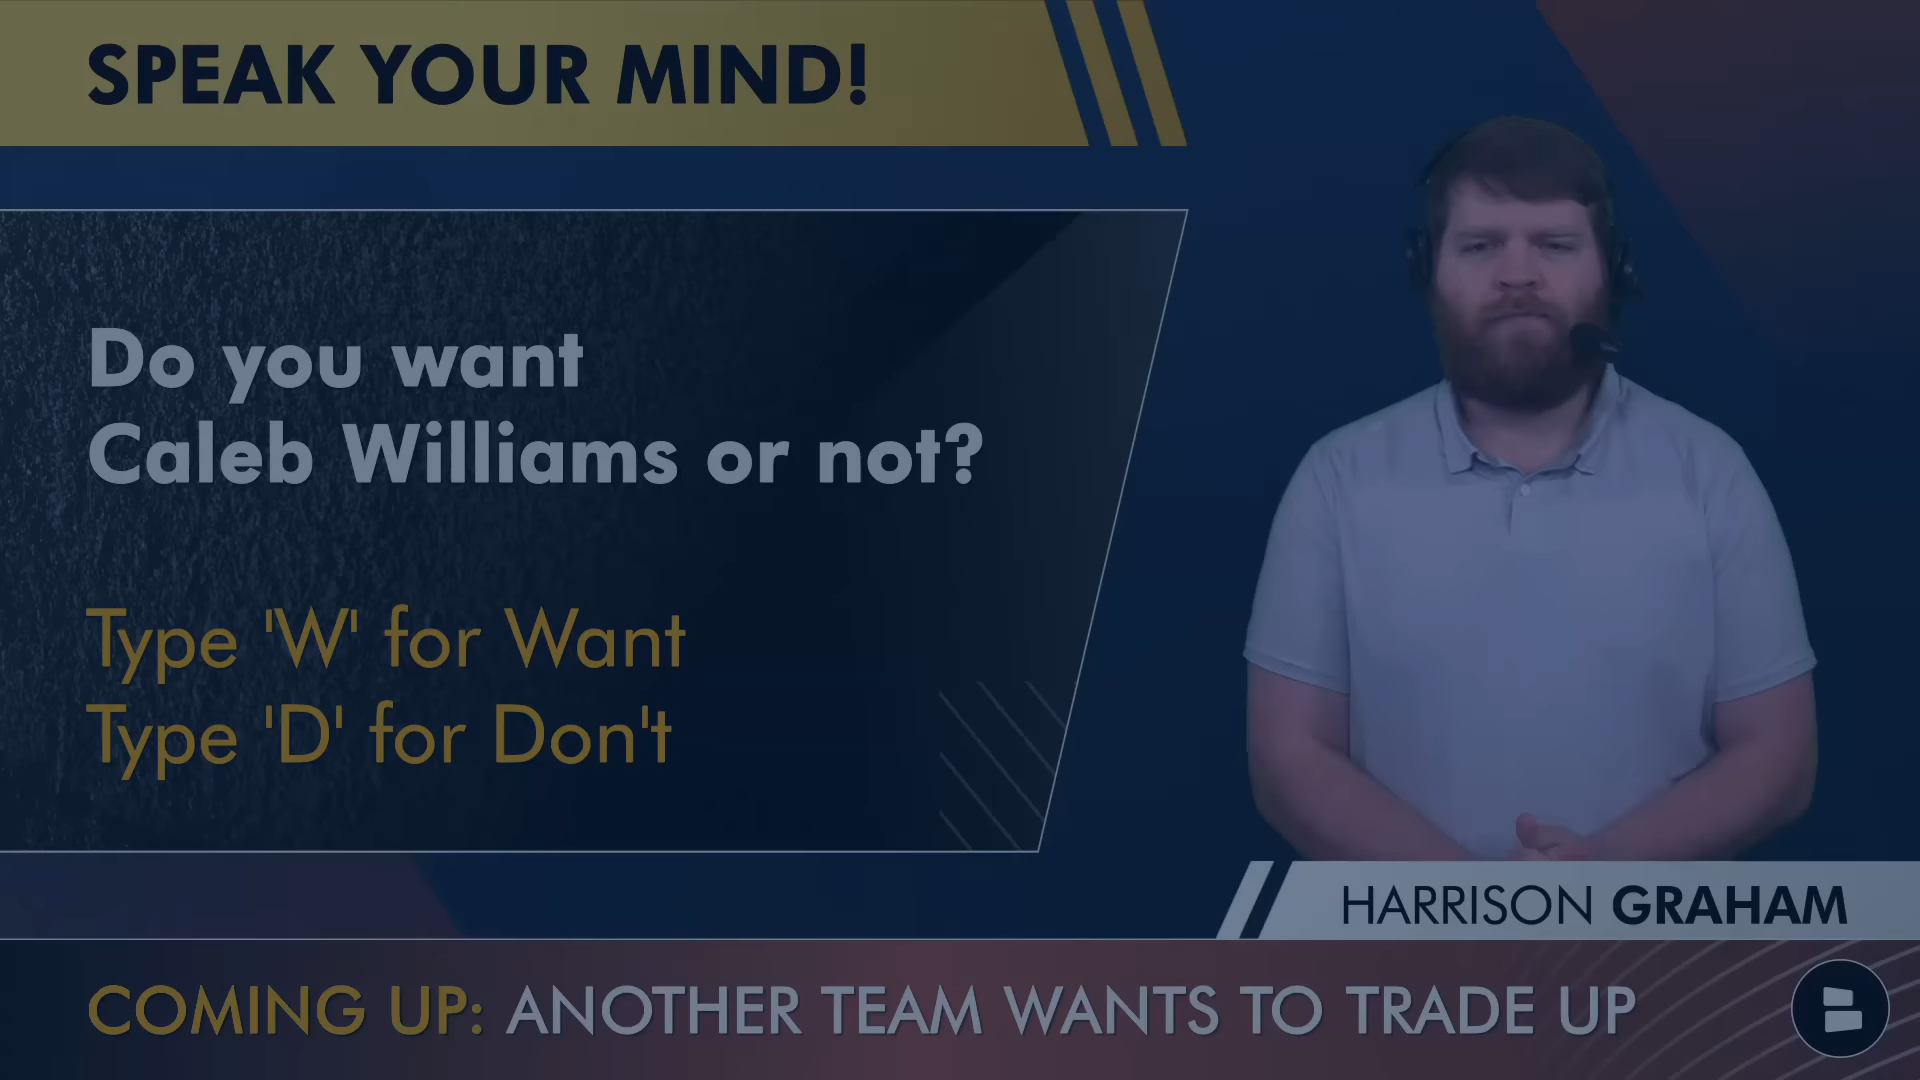 SPEAK YOUR MIND!
Do you want
Caleb Williams or not?
Type 'W' for Want
Type 'D' for Don't
HARRISON GRAHAM
COMING UP: ANOTHER TEAM WANTS TO TRADE UP